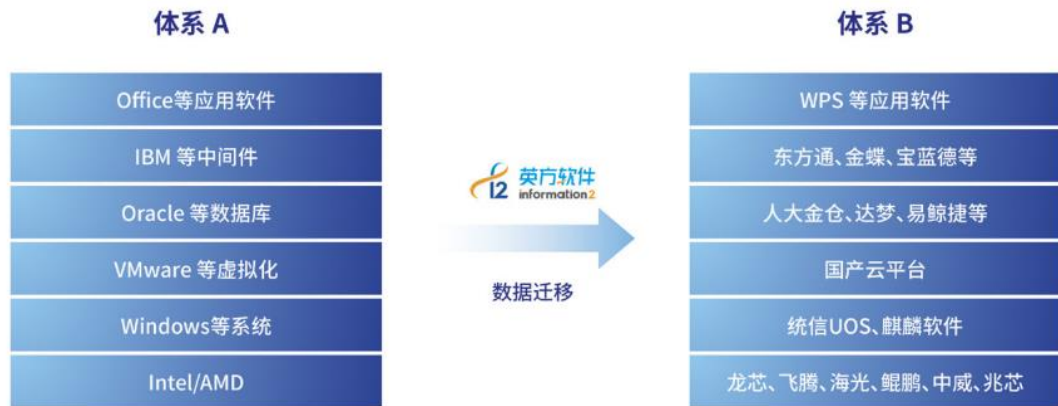 体系 A
体系 B
Office等应用软件
WPS 等应用软件
IBM 等中间件
东方通、金蝶、宝蓝德等
Oracle 等数据库
人大金仓、达梦、易鲸捷等
VMware 等虚拟化
国产云平台
Windows等系统
统信UOS、麒麟软件
Intel/AMD
龙芯、飞腾、海光、鲲鹏、中威、兆芯
i2 英方软件
information2
数据迁移